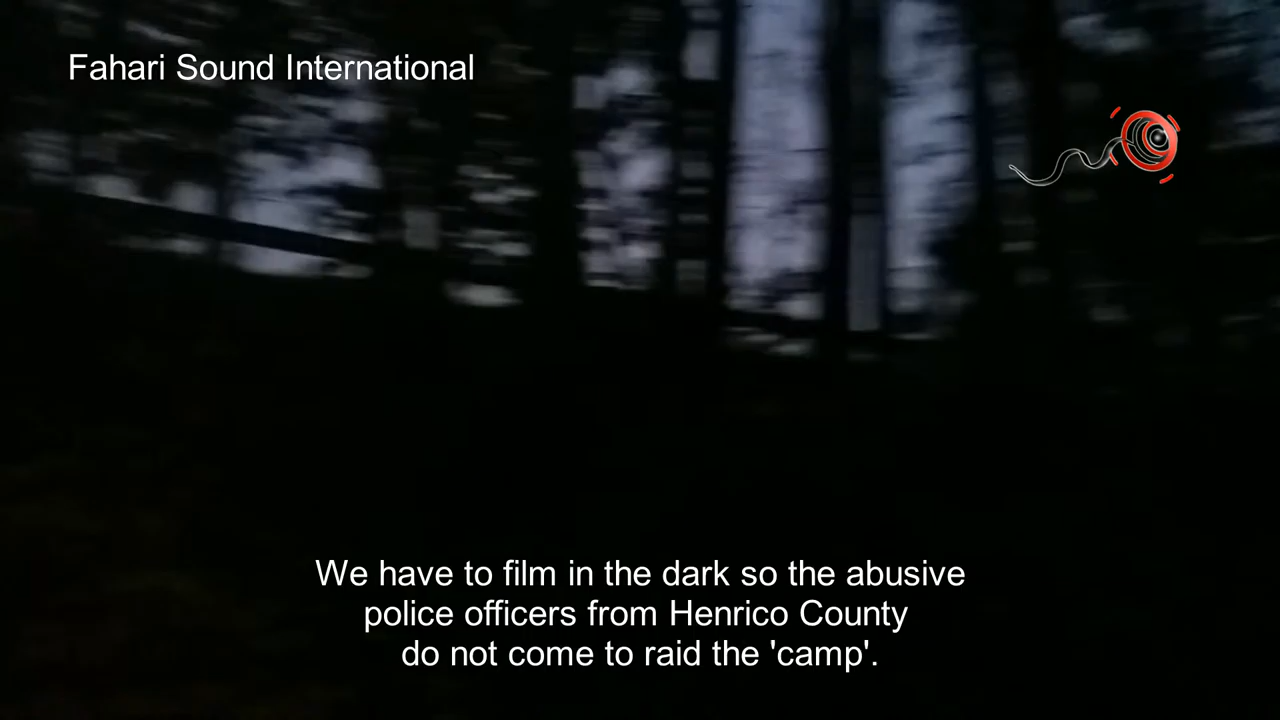 Fahari Sound International
We have to film in the dark so the abusive
police officers from Henrico County
do not come to raid the 'camp'.